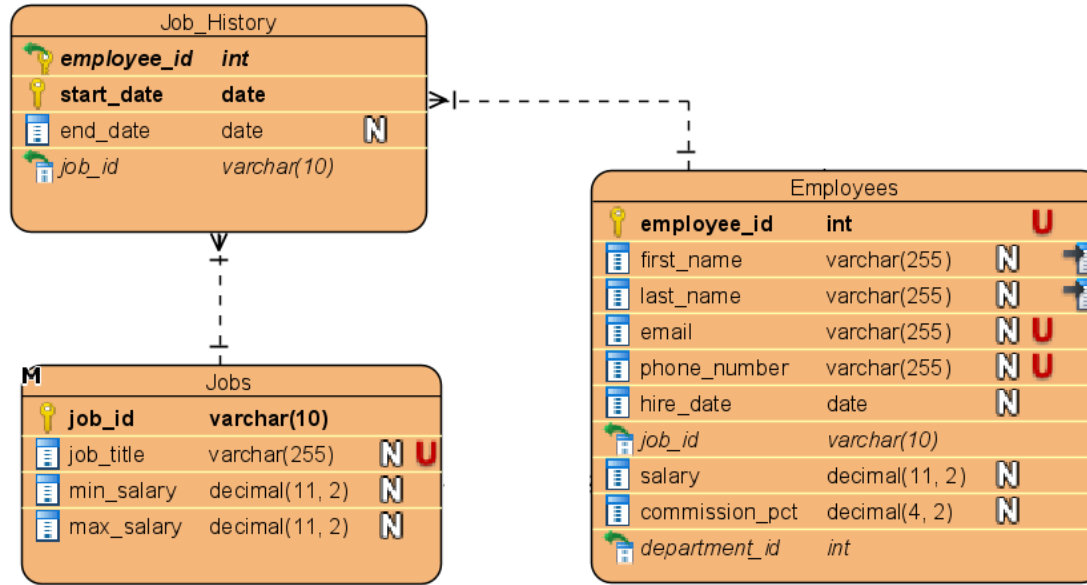 Job_History
employee_id int
start_date date
end_date date N
job_id varchar(10)
Employees
employee_id int U
first_name varchar(255) N
last_name varchar(255) N
email varchar(255) N U
phone_number varchar(255) N U
hire_date date N
job_id varchar(10)
salary decimal(11, 2) N
commission_pct decimal(4, 2) N
department_id int
M
Jobs
job_id varchar(10)
job_title varchar(255) N U
min_salary decimal(11, 2) N
max_salary decimal(11, 2) N